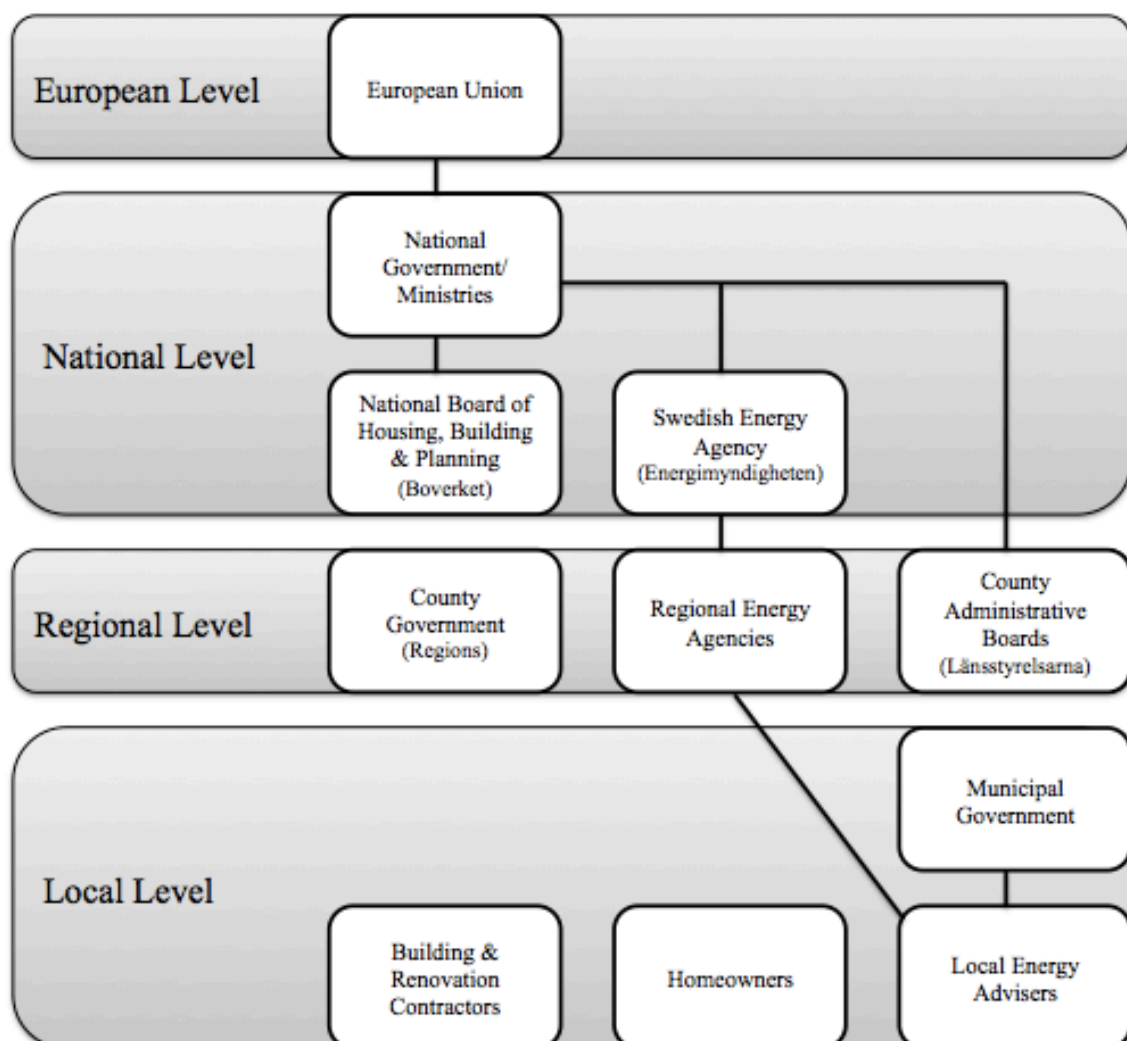 European Level
European Union
National Level
National
Government/
Ministries
National Board of
Housing, Building
& Planning
(Boverket)
Swedish Energy
Agency
(Energimyndigheten)
Regional Level
County
Government
(Regions)
Regional Energy
Agencies
County
Administrative
Boards
(Länsstyrelsarna)
Local Level
Municipal
Government
Building &
Renovation
Contractors
Homeowners
Local Energy
Advisers